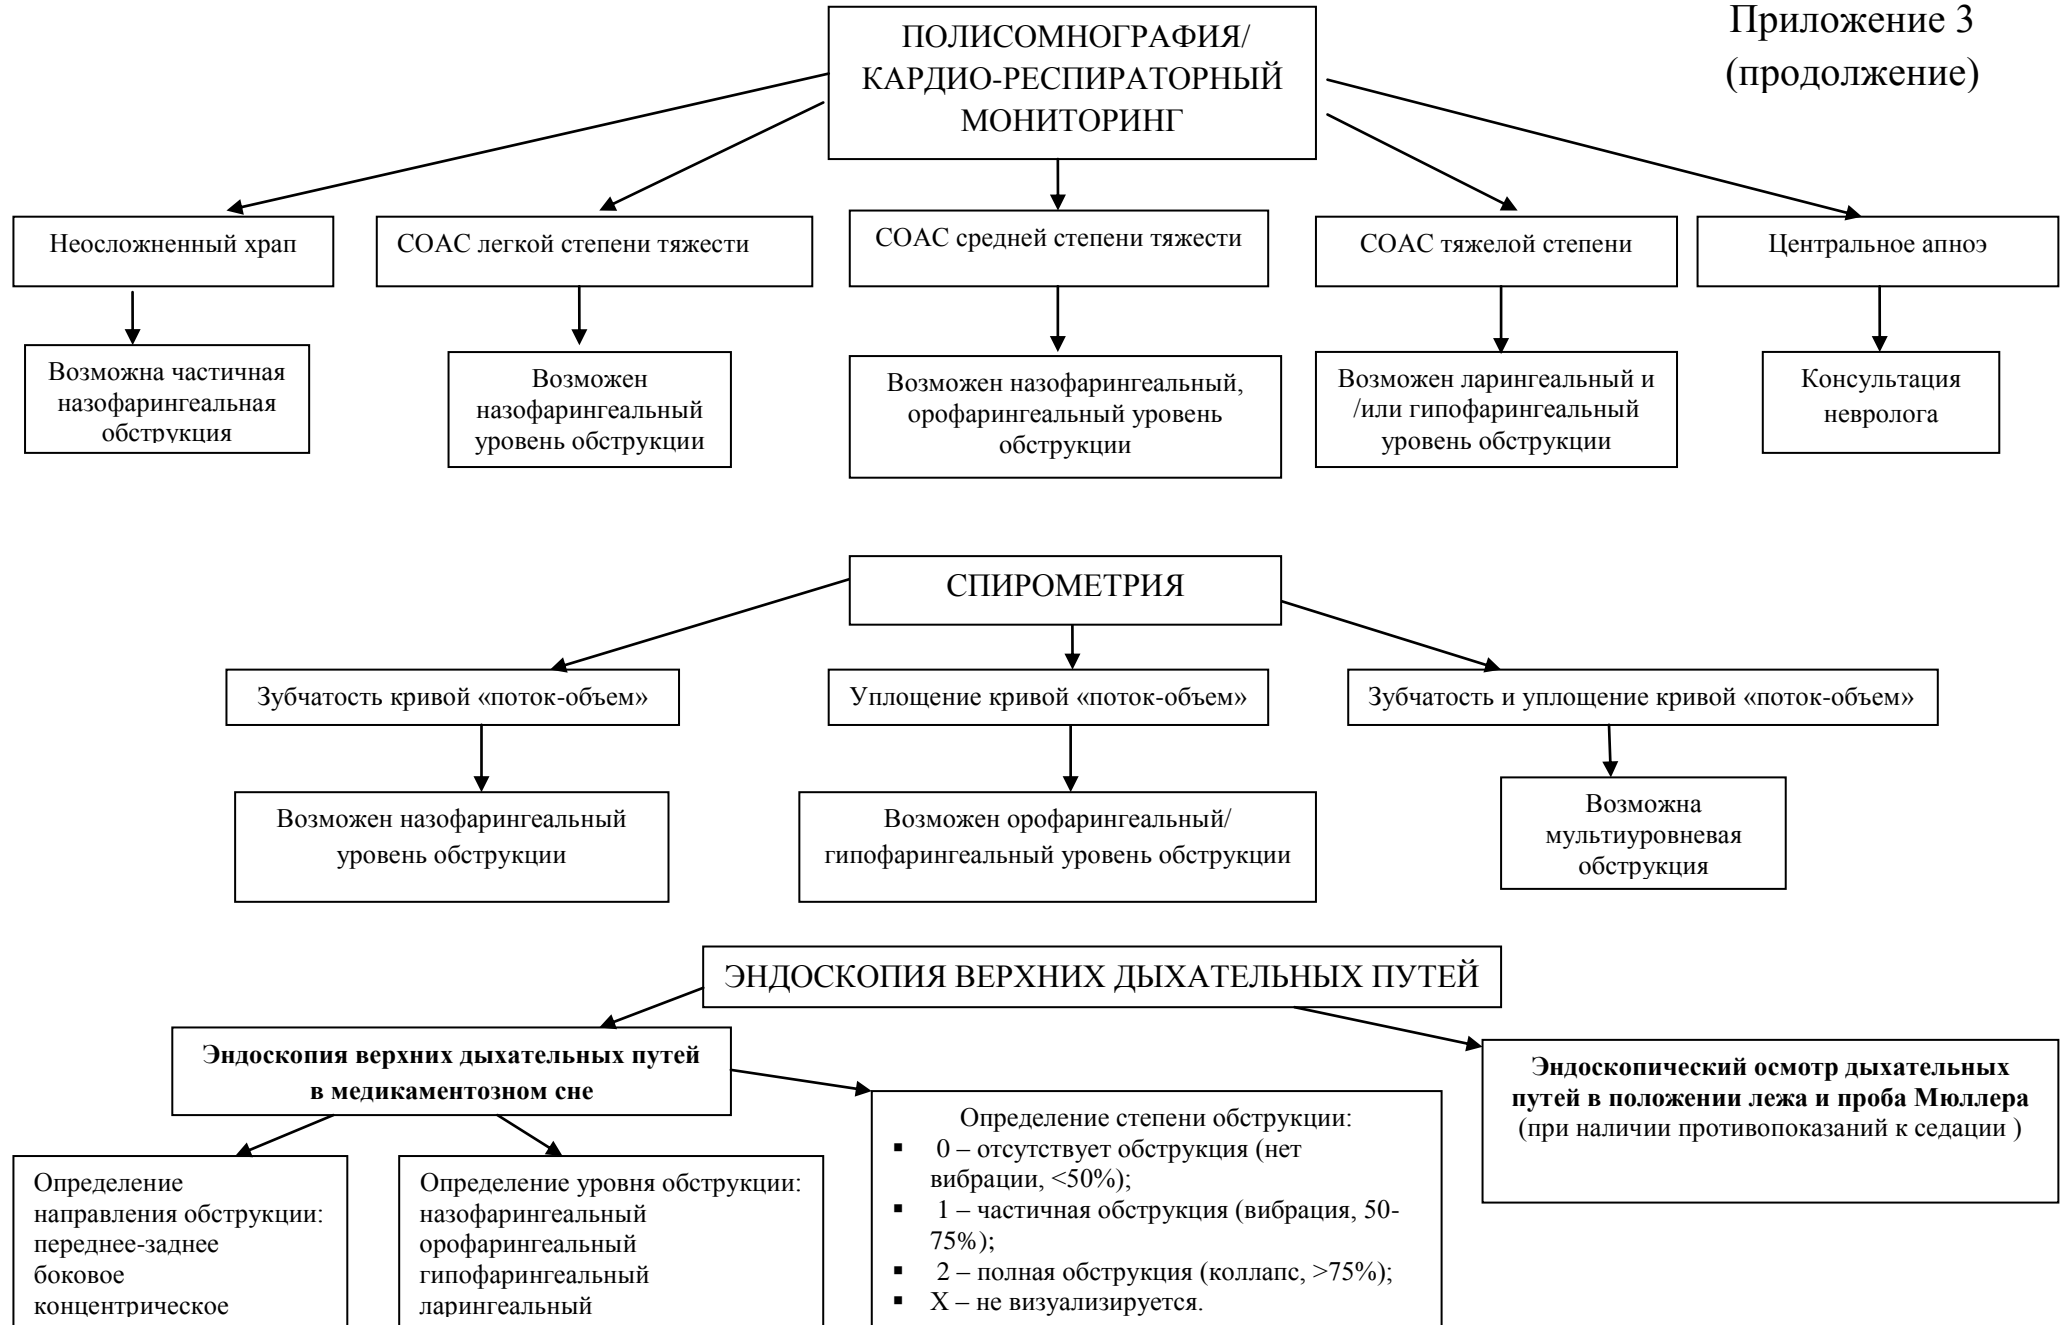 Приложение 3
(продолжение)
ПОЛИСОМНОГРАФИЯ/
КАРДИО-РЕСПИРАТОРНЫЙ
МОНИТОРИНГ
Неосложненный храп
СОАС легкой степени тяжести
СОАС средней степени тяжести
СОАС тяжелой степени
Центральное апноэ
Возможна частичная
назофарингеальная
обструкция
Возможен
назофарингеальный
уровень обструкции
Возможен назофарингеальный,
орофарингеальный уровень
обструкции
Возможен ларингеальный и
/или гипофарингеальный
уровень обструкции
Консультация
невролога
СПИРОМЕТРИЯ
Зубчатость кривой «поток-объем»
Уплощение кривой «поток-объем»
Зубчатость и уплощение кривой «поток-объем»
Возможен назофарингеальный
уровень обструкции
Возможен орофарингеальный/
гипофарингеальный уровень обструкции
Возможна
мультиуровневая
обструкция
ЭНДОСКОПИЯ ВЕРХНИХ ДЫХАТЕЛЬНЫХ ПУТЕЙ
Эндоскопия верхних дыхательных путей
в медикаментозном сне
Эндоскопический осмотр дыхательных
путей в положении лежа и проба Мюллера
(при наличии противопоказаний к седации )
Определение
направления обструкции:
переднее-заднее
боковое
концентрическое
Определение уровня обструкции:
назофарингеальный
орофарингеальный
гипофарингеальный
ларингеальный
Определение степени обструкции:
▪ 0 – отсутствует обструкция (нет
вибрации, <50%);
▪ 1 – частичная обструкция (вибрация, 50-
75%);
▪ 2 – полная обструкция (коллапс, >75%);
▪ Х – не визуализируется.